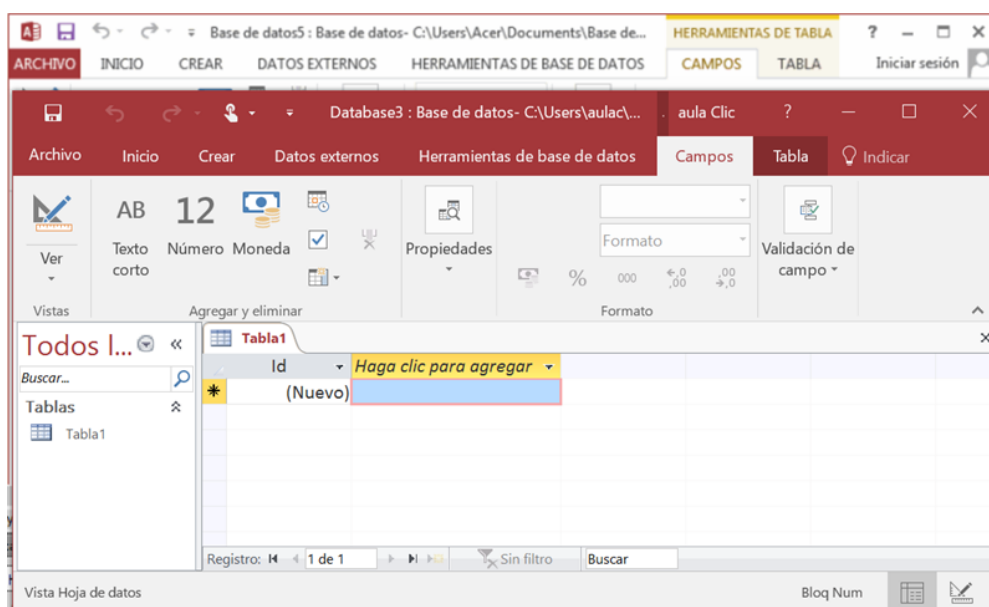 Base de datos5 : Base de datos- C:\Users\Acer\Documents\Base de... HERRAMIENTAS DE TABLA ?
ARCHIVO INICIO CREAR DATOS EXTERNOS HERRAMIENTAS DE BASE DE DATOS CAMPOS TABLA Iniciar sesión
Database3 : Base de datos- C:\Users\aulac\... . aula Clic ?
Archivo Inicio Crear Datos externos Herramientas de base de datos Campos Tabla Indicar
AB 12
Formato
Ver Texto corto Número Moneda Propiedades Validación de campo
% 000 ←,0 ,00 ,00 →,0
Vistas Agregar y eliminar Formato
Todos l... « Tabla1
Id Haga clic para agregar
Buscar...
(Nuevo)
Tablas
Tabla1
Registro: 1 de 1 Sin filtro Buscar
Vista Hoja de datos Bloq Num